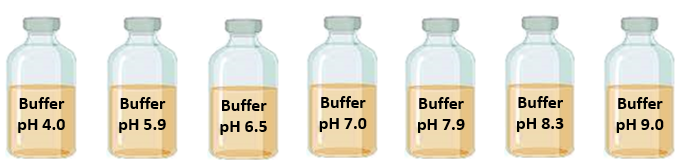 Buffer
pH 4.0
Buffer
pH 5.9
Buffer
pH 6.5
Buffer
pH 7.0
Buffer
pH 7.9
Buffer
pH 8.3
Buffer
pH 9.0